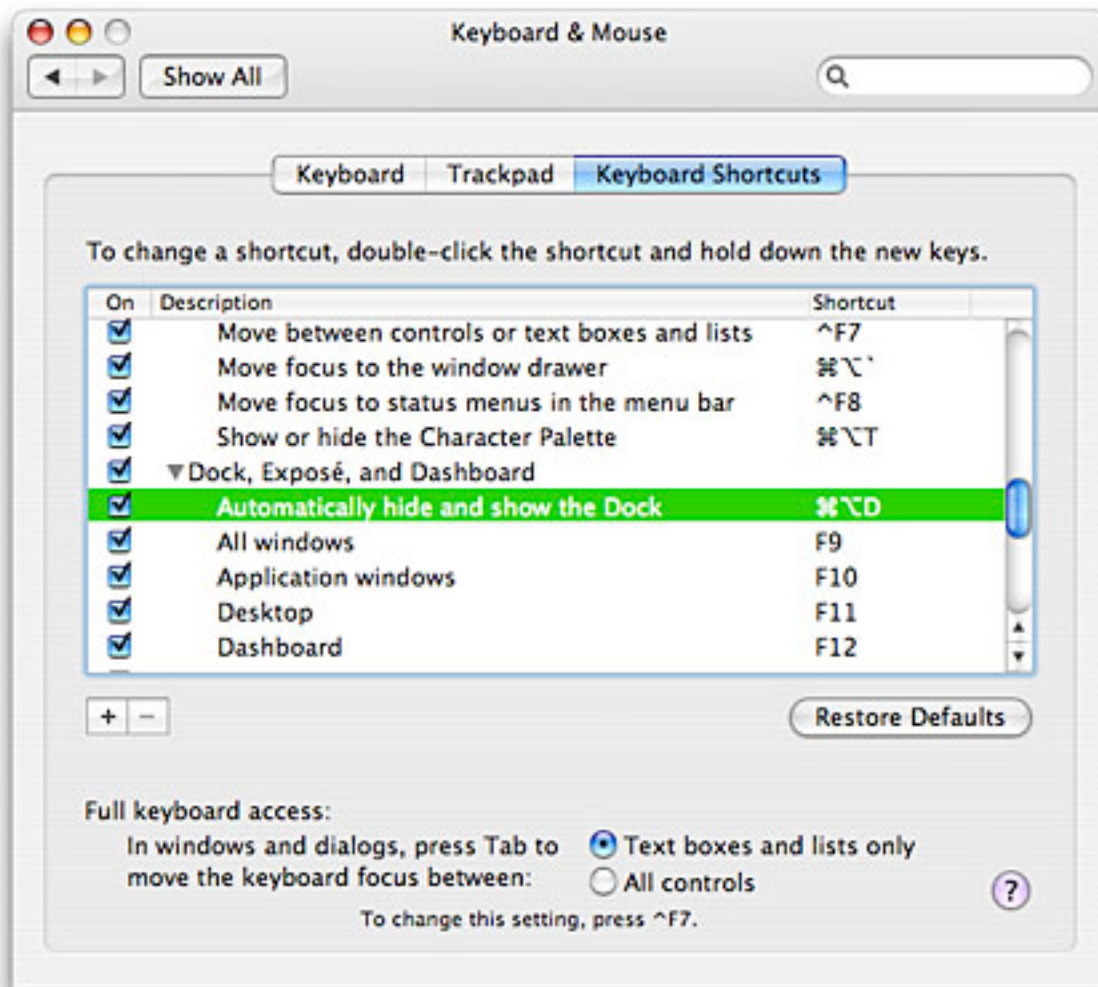 Keyboard & Mouse
Show All
Keyboard Trackpad Keyboard Shortcuts
To change a shortcut, double-click the shortcut and hold down the new keys.
On Description Shortcut
Move between controls or text boxes and lists ^F7
Move focus to the window drawer ⌘⌥`
Move focus to status menus in the menu bar ^F8
Show or hide the Character Palette ⌘⌥T
▼Dock, Exposé, and Dashboard
Automatically hide and show the Dock ⌘⌥D
All windows F9
Application windows F10
Desktop F11
Dashboard F12
+ −
Restore Defaults
Full keyboard access:
In windows and dialogs, press Tab to
move the keyboard focus between:
Text boxes and lists only
All controls
?
To change this setting, press ^F7.